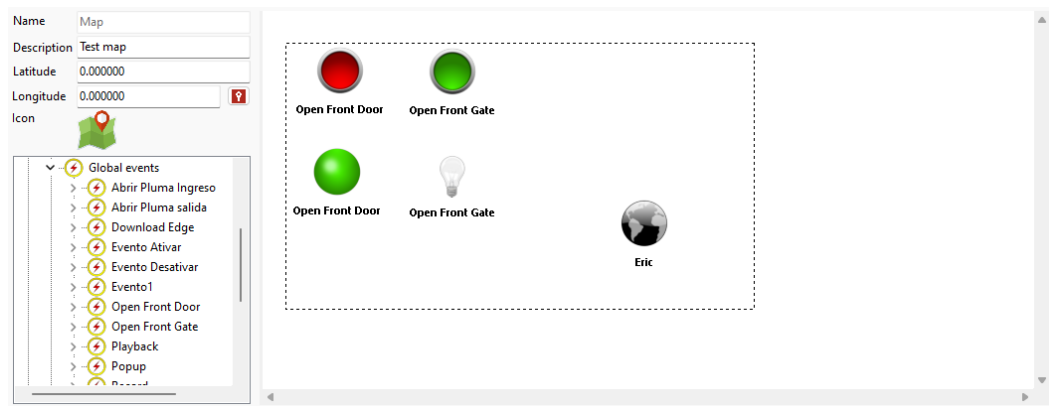 Name Map
Description Test map
Latitude 0.000000
Longitude 0.000000
Icon
Global events
Abrir Pluma Ingreso
Abrir Pluma salida
Download Edge
Evento Ativar
Evento Desativar
Evento1
Open Front Door
Open Front Gate
Playback
Popup
Record
Open Front Door Open Front Gate
Open Front Door Open Front Gate
Eric